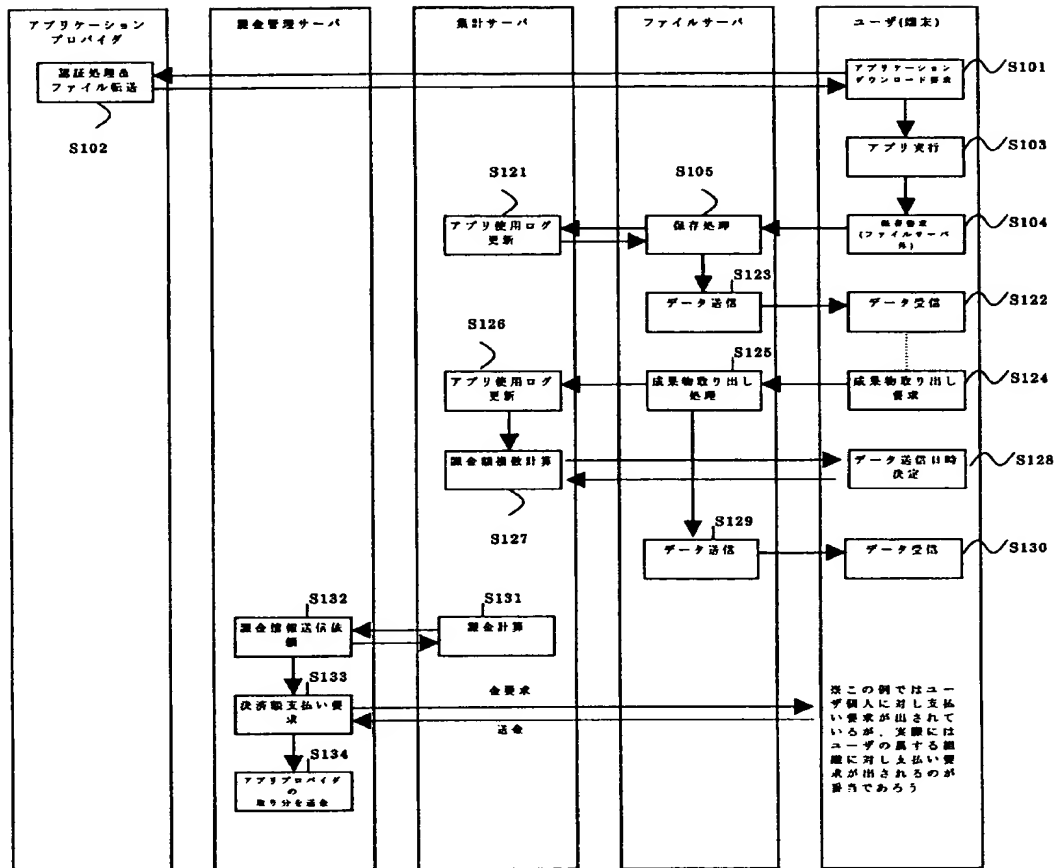 アプリケーション
プロバイダ
課金管理サーバ
集計サーバ
ファイルサーバ
ユーザ(端末)
認証処理&
ファイル転送
S102
アプリケーション
ダウンロード要求
S101
アプリ実行
S103
S121
アプリ使用ログ
更新
S105
保存処理
保存要求
(ファイルサーバ
外)
S104
S123
データ送信
データ受信
S122
S126
アプリ使用ログ
更新
S125
成果物取り出し
処理
成果物取り出し
要求
S124
課金額複数計算
S127
データ送信日時
決定
S128
S129
データ送信
データ受信
S130
S132
課金情報送信依
頼
S131
課金計算
S133
決済額支払い要
求
金要求
送金
S134
アプリプロバイダ
の
取り分を送金
※この例ではユー
ザ個人に対し支払
い要求が出されて
いるが、実際には
ユーザの属する組
織に対し支払い要
求が出されるのが
妥当であろう